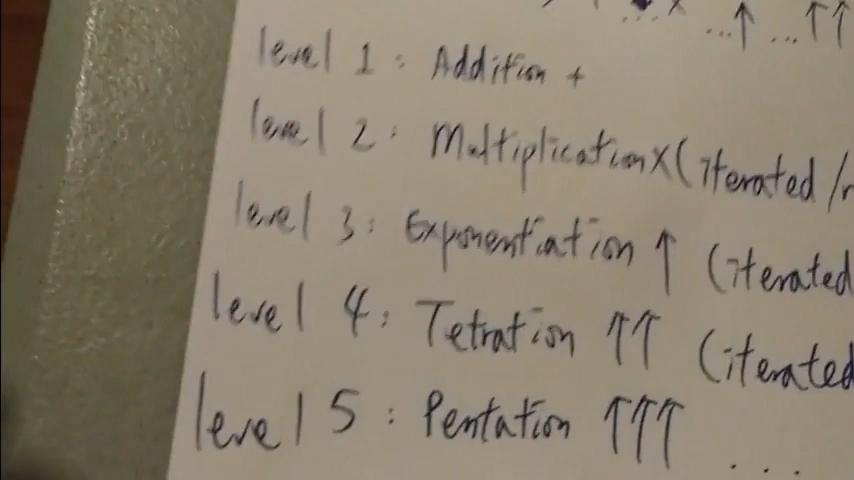 ...↑ ...↑↑
level 1: Addition +
level 2: Multiplication × (iterated /
level 3: Exponentiation ↑ (iterated
level 4: Tetration ↑↑ (iterated
level 5: Pentation ↑↑↑ ....